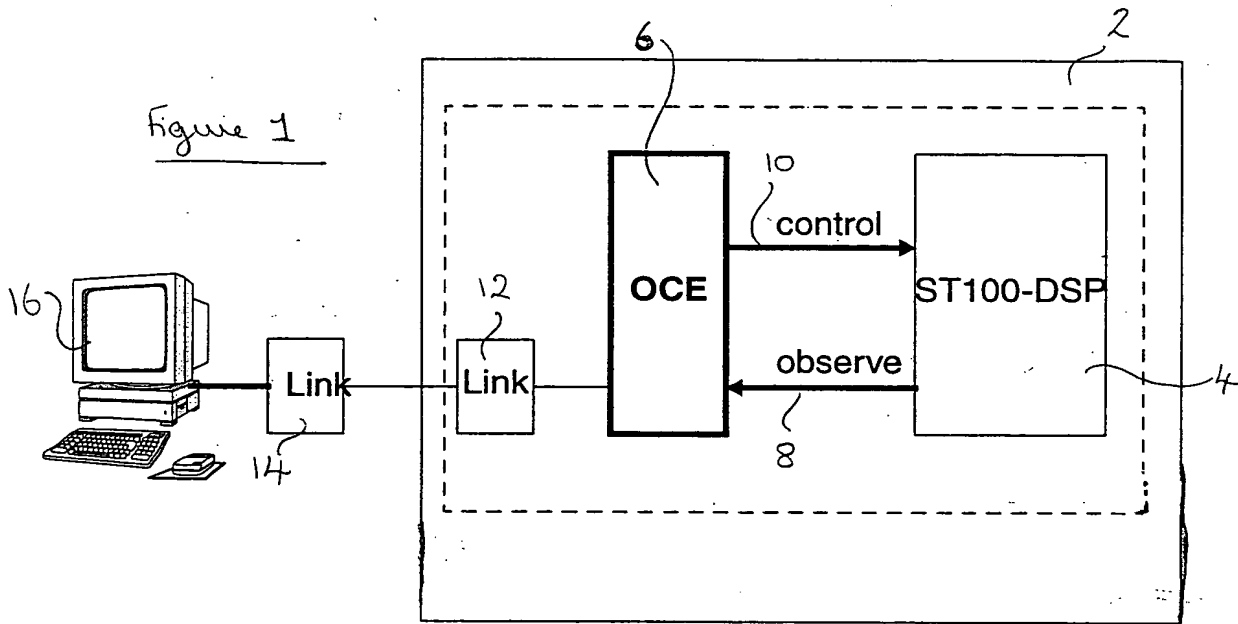 6
2
Figure 1
10
control
16
12
OCE
ST100-DSP
Link
Link
observe
4
14
8